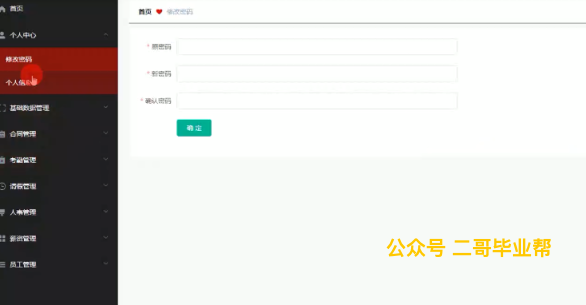 首页
个人中心
修改密码
个人信息
基础数据管理
合同管理
考勤管理
请假管理
人事管理
薪资管理
员工管理
首页 修改密码
* 原密码
* 新密码
* 确认密码
确 定
公众号 二哥毕业帮